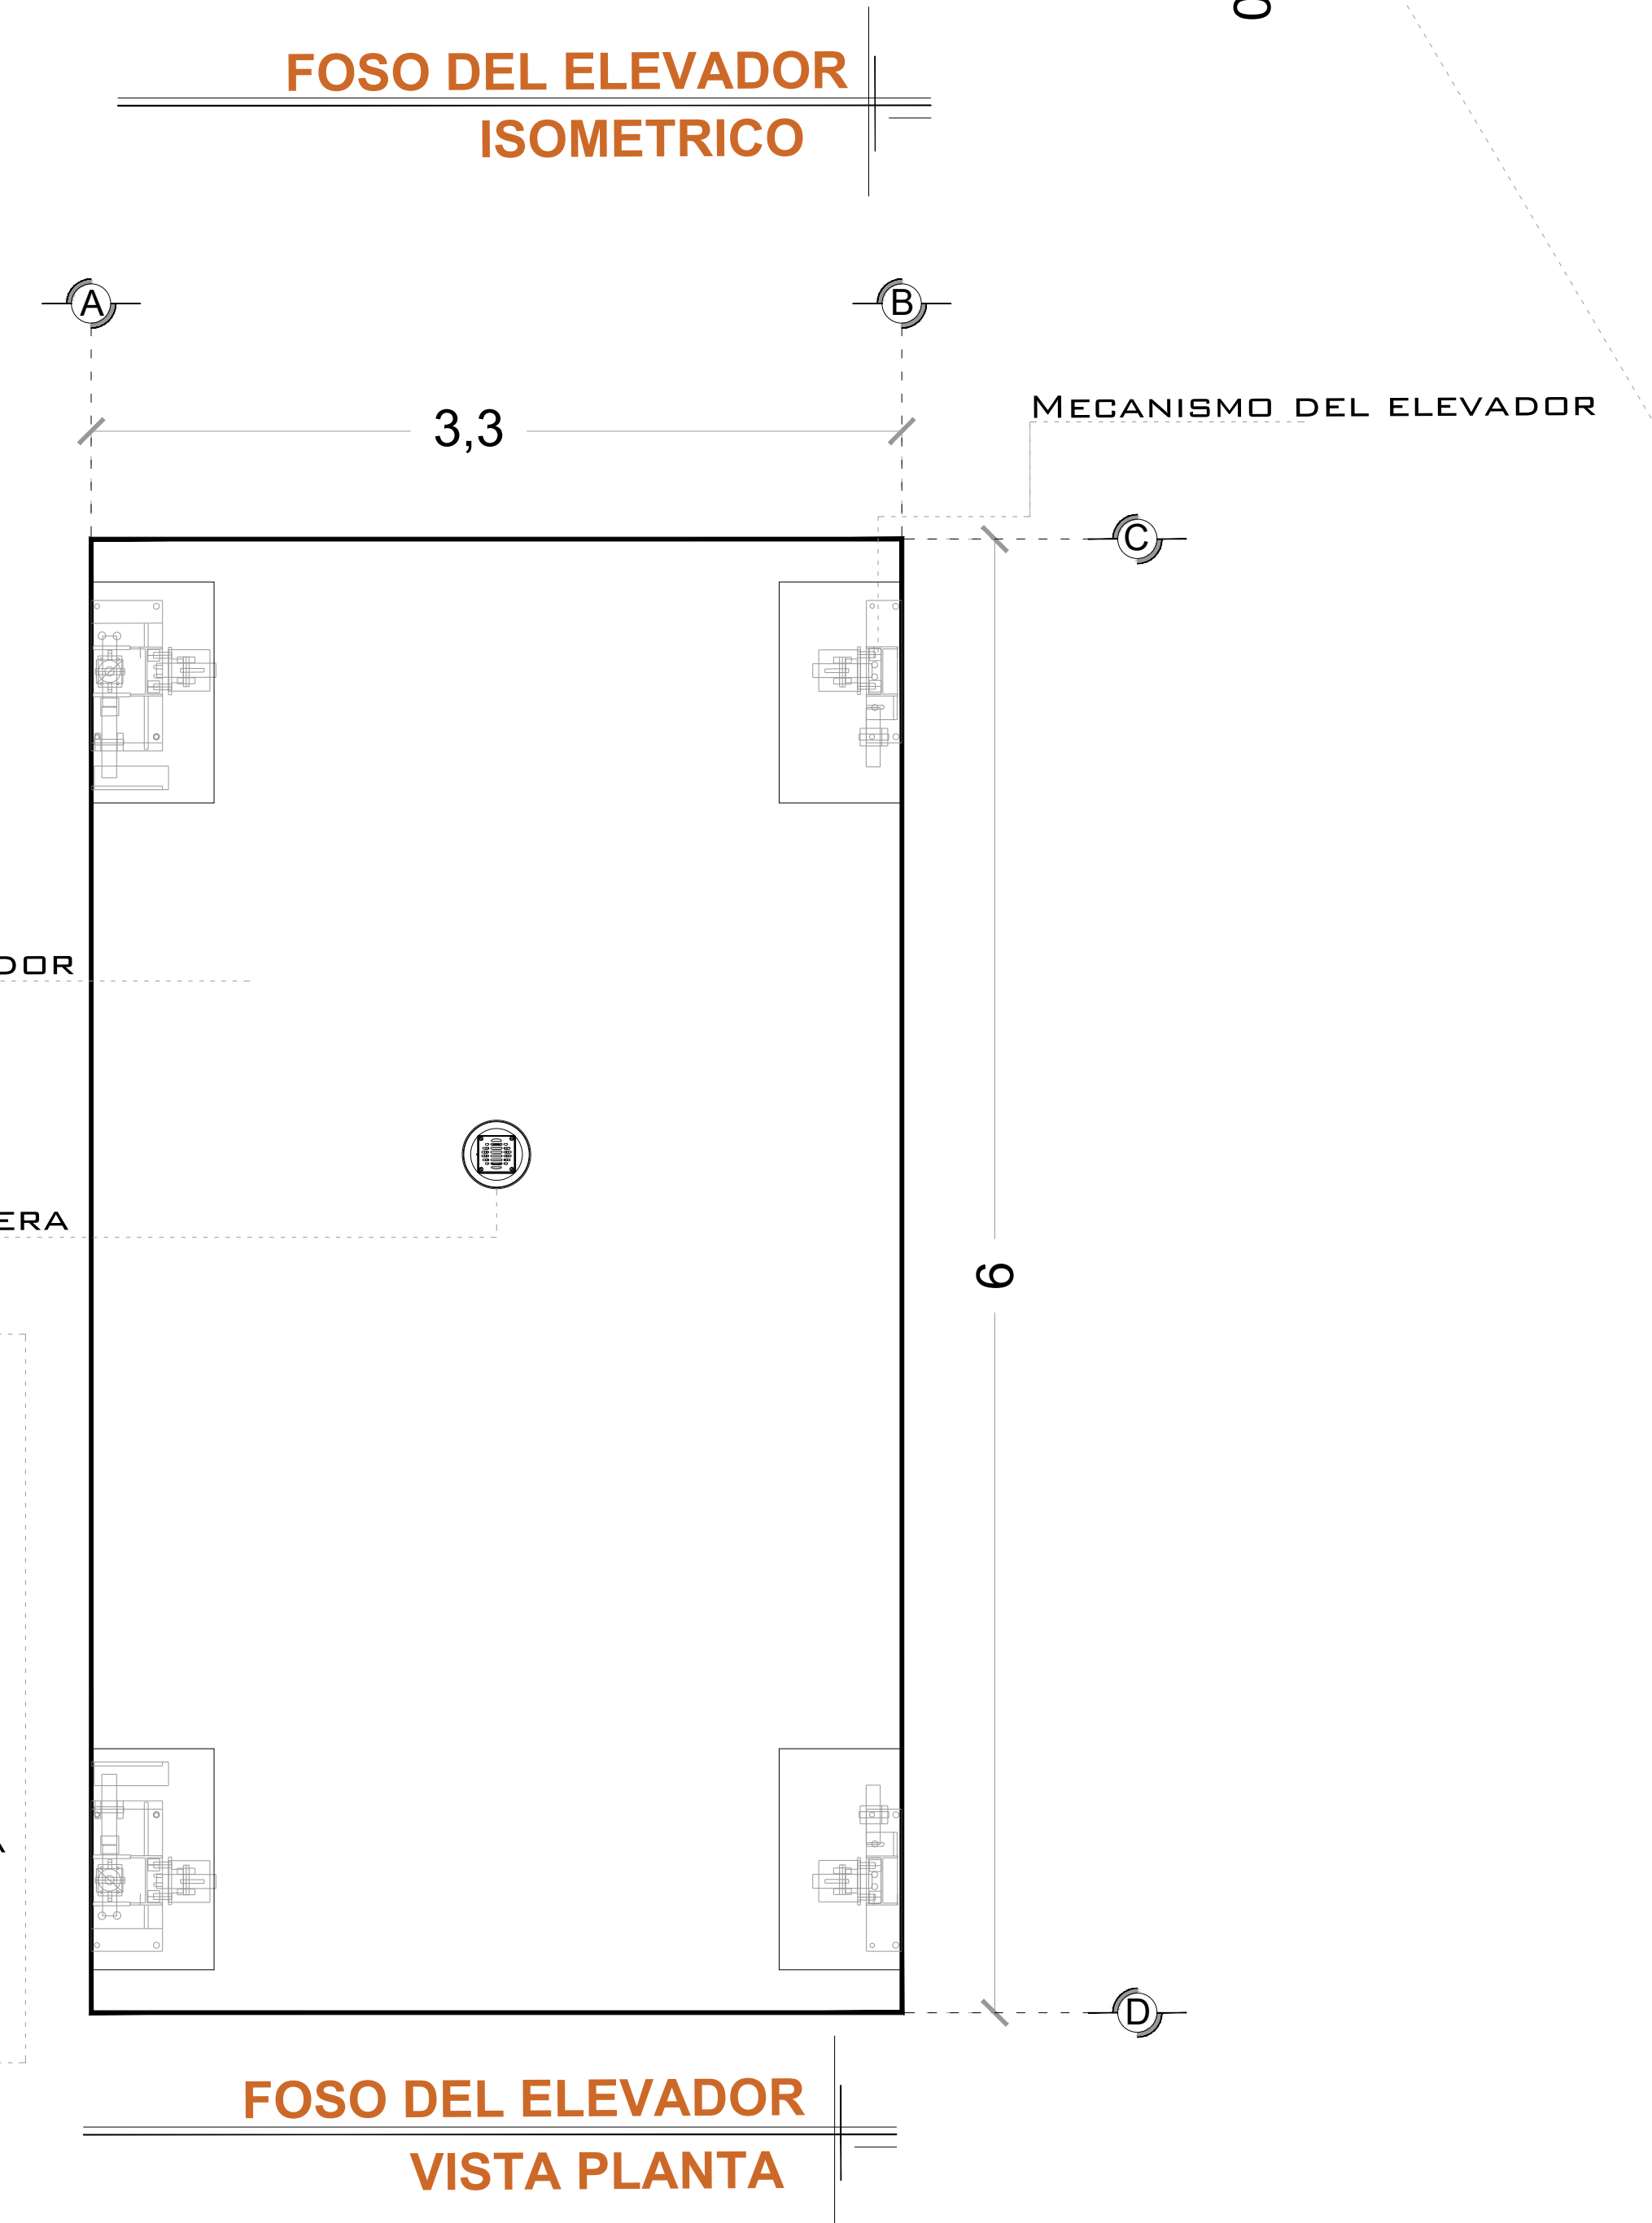 FOSO DEL ELEVADOR
ISOMETRICO
A
B
3,3
MECANISMO DEL ELEVADOR
C
DOR
ERA
6
D
FOSO DEL ELEVADOR
VISTA PLANTA